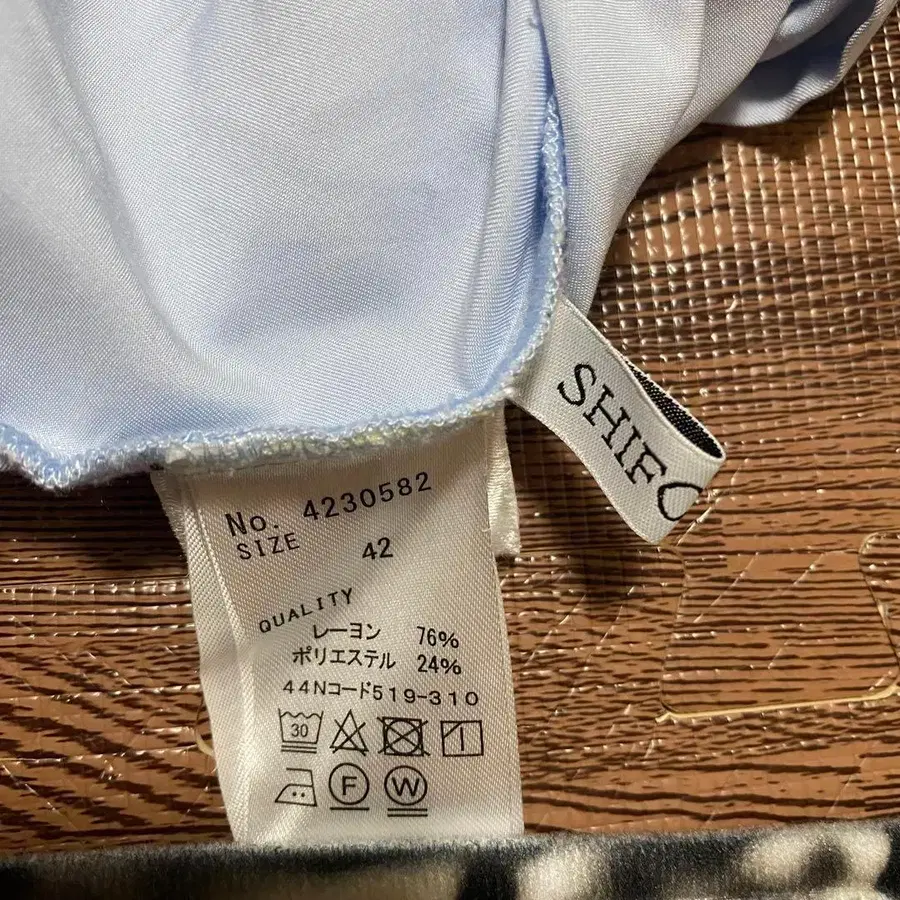 SHIFO
No. 4230582
SIZE 42
QUALITY
レーヨン 76%
ポリエステル 24%
44Nコード519-310
30
F W